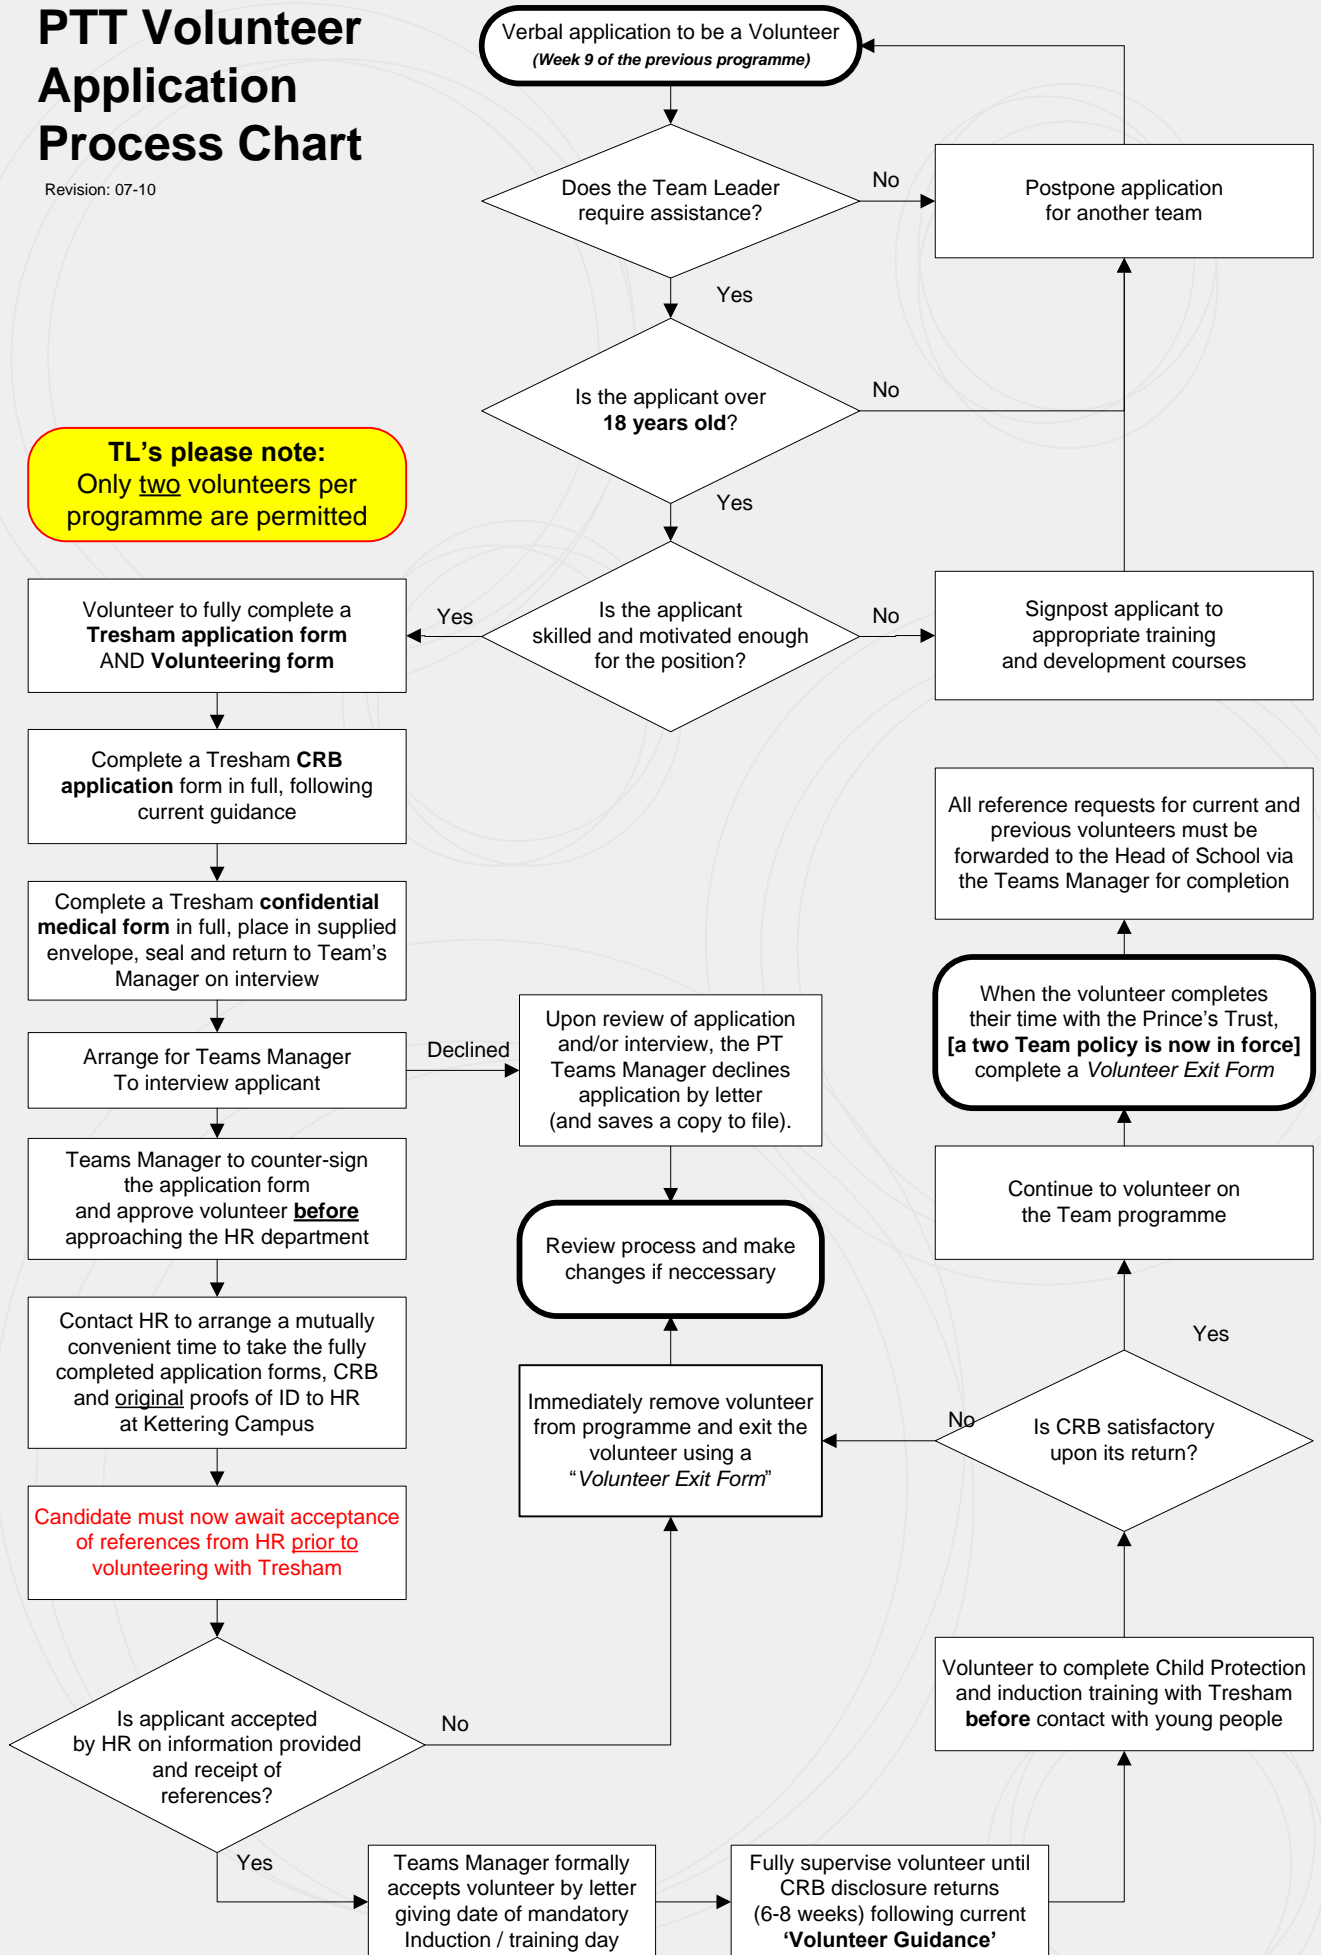 PTT Volunteer
Application
Process Chart
Revision: 07-10
Verbal application to be a Volunteer
(Week 9 of the previous programme)
Does the Team Leader
require assistance?
No
Postpone application
for another team
Yes
Is the applicant over
18 years old?
No
TL's please note:
Only two volunteers per
programme are permitted
Yes
Is the applicant
skilled and motivated enough
for the position?
No
Signpost applicant to
appropriate training
and development courses
Yes
Volunteer to fully complete a
Tresham application form
AND Volunteering form
Complete a Tresham CRB
application form in full, following
current guidance
Complete a Tresham confidential
medical form in full, place in supplied
envelope, seal and return to Team's
Manager on interview
Arrange for Teams Manager
To interview applicant
Declined
Upon review of application
and/or interview, the PT
Teams Manager declines
application by letter
(and saves a copy to file).
Teams Manager to counter-sign
the application form
and approve volunteer before
approaching the HR department
Review process and make
changes if neccessary
Contact HR to arrange a mutually
convenient time to take the fully
completed application forms, CRB
and original proofs of ID to HR
at Kettering Campus
Immediately remove volunteer
from programme and exit the
volunteer using a
“Volunteer Exit Form”
Candidate must now await acceptance
of references from HR prior to
volunteering with Tresham
Is applicant accepted
by HR on information provided
and receipt of
references?
No
Yes
Teams Manager formally
accepts volunteer by letter
giving date of mandatory
Induction / training day
Fully supervise volunteer until
CRB disclosure returns
(6-8 weeks) following current
‘Volunteer Guidance’
Volunteer to complete Child Protection
and induction training with Tresham
before contact with young people
Is CRB satisfactory
upon its return?
No
Yes
Continue to volunteer on
the Team programme
When the volunteer completes
their time with the Prince's Trust,
[a two Team policy is now in force]
complete a Volunteer Exit Form
All reference requests for current and
previous volunteers must be
forwarded to the Head of School via
the Teams Manager for completion